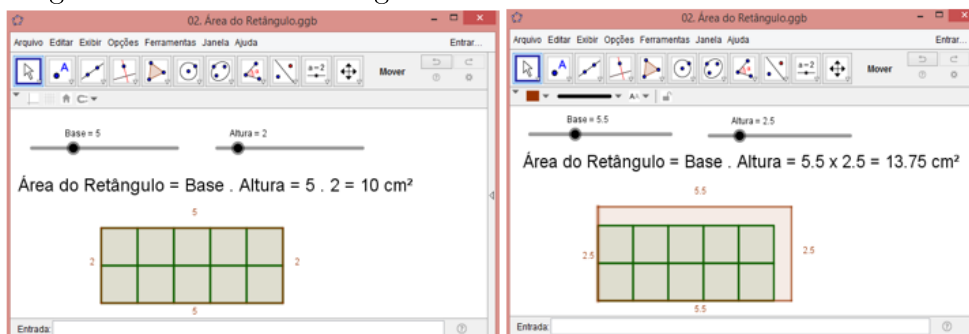 02. Área do Retângulo.ggb
Arquivo Editar Exibir Opções Ferramentas Janela Ajuda Entrar...
A a=2 Mover
Base = 5 Altura = 2
Área do Retângulo = Base . Altura = 5 . 2 = 10 cm²
5
2 2
5
Entrada:
02. Área do Retângulo.ggb
Arquivo Editar Exibir Opções Ferramentas Janela Ajuda Entrar...
A a=2 Mover
AA
Base = 5.5 Altura = 2.5
Área do Retângulo = Base . Altura = 5.5 x 2.5 = 13.75 cm²
5.5
2.5 2.5
5.5
Entrada: